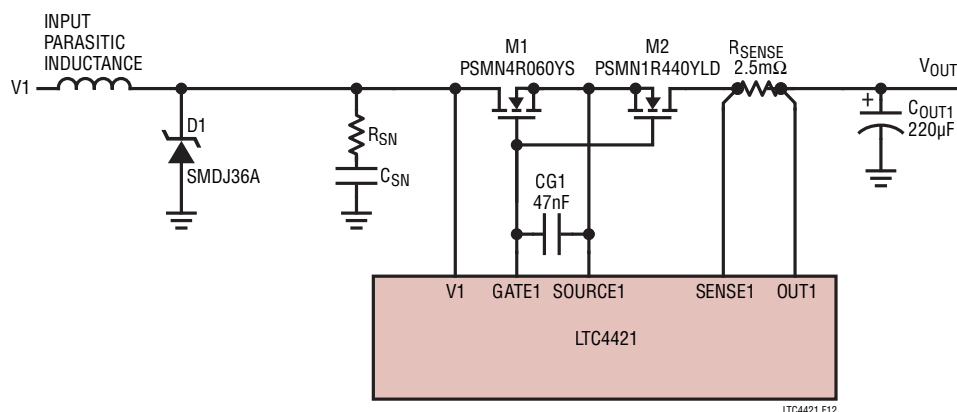 INPUT
PARASITIC
INDUCTANCE
V1
D1
SMDJ36A
RSN
CSN
M1
PSMN4R060YS
M2
PSMN1R440YLD
RSENSE
2.5mΩ
VOUT
+
COUT1
220µF
CG1
47nF
V1
GATE1
SOURCE1
SENSE1
OUT1
LTC4421
LTC4421 F12